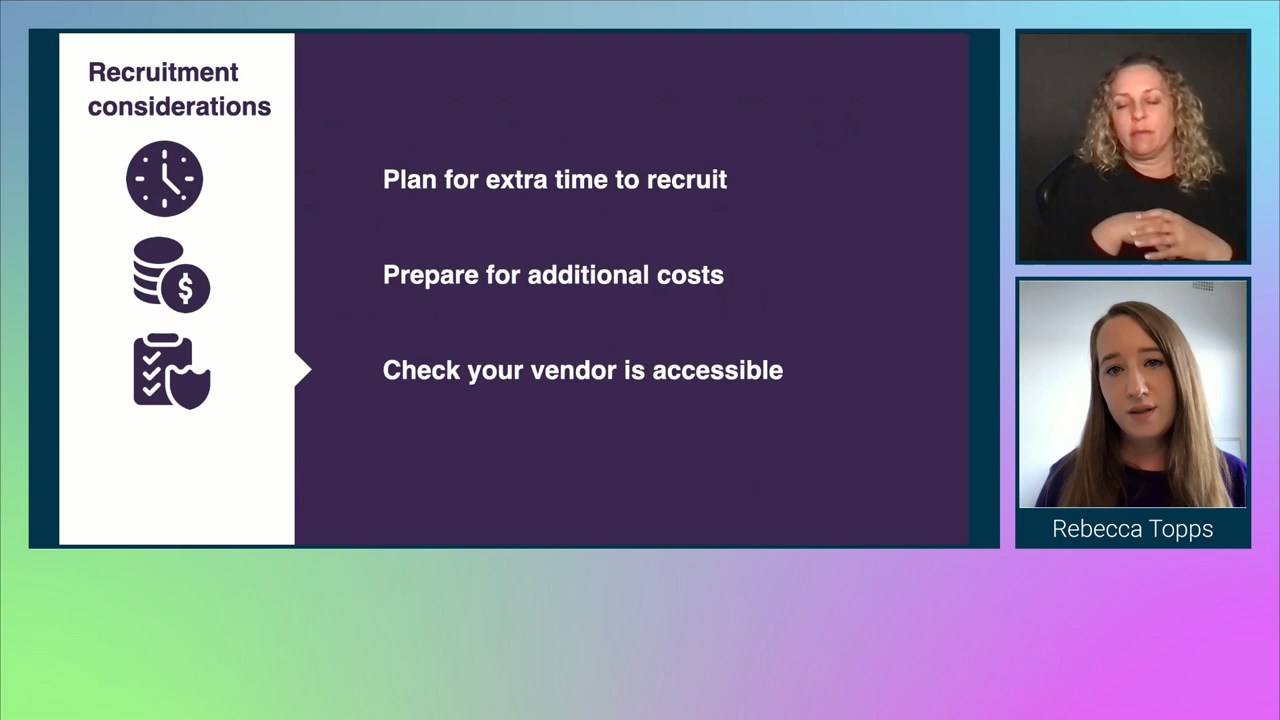 Recruitment
considerations
Plan for extra time to recruit
$
Prepare for additional costs
Check your vendor is accessible
Rebecca Topps